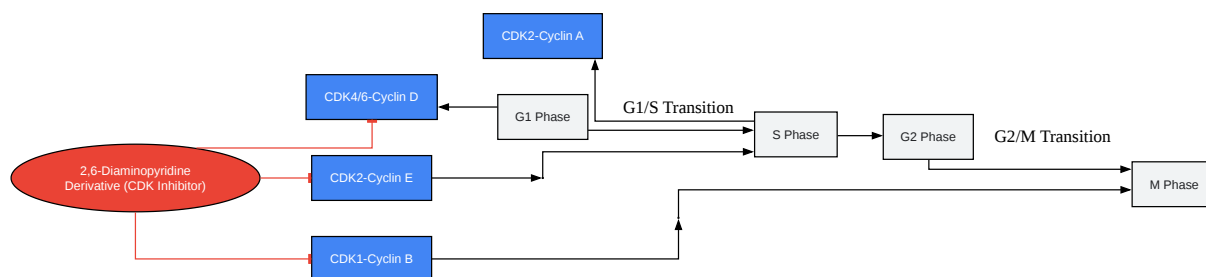 CDK2-Cyclin A
CDK4/6-Cyclin D
G1 Phase
G1/S Transition
S Phase
G2 Phase
G2/M Transition
2,6-Diaminopyridine
Derivative (CDK Inhibitor)
CDK2-Cyclin E
M Phase
CDK1-Cyclin B